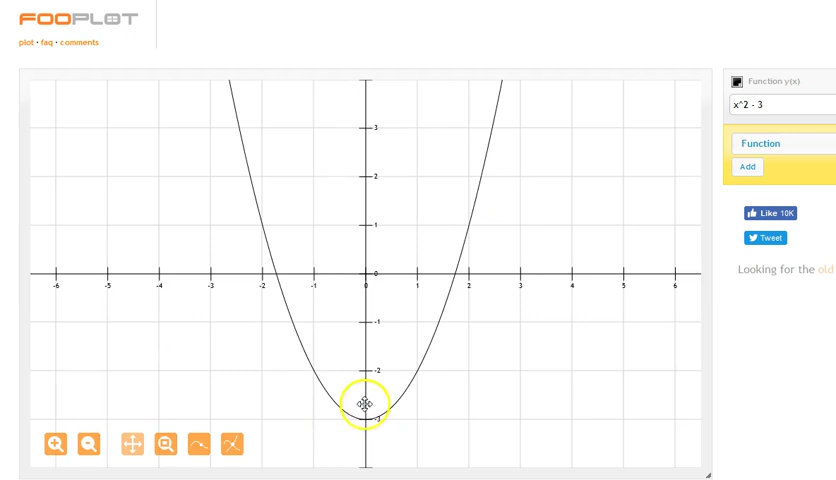 FOOPLOT
plot • faq • comments
Function y(x)
x^2 - 3
Function
Add
Like 10K
Tweet
Looking for the old
3
2
1
0
-6 -5 -4 -3 -2 -1 0 1 2 3 4 5 6
-1
-2
-3